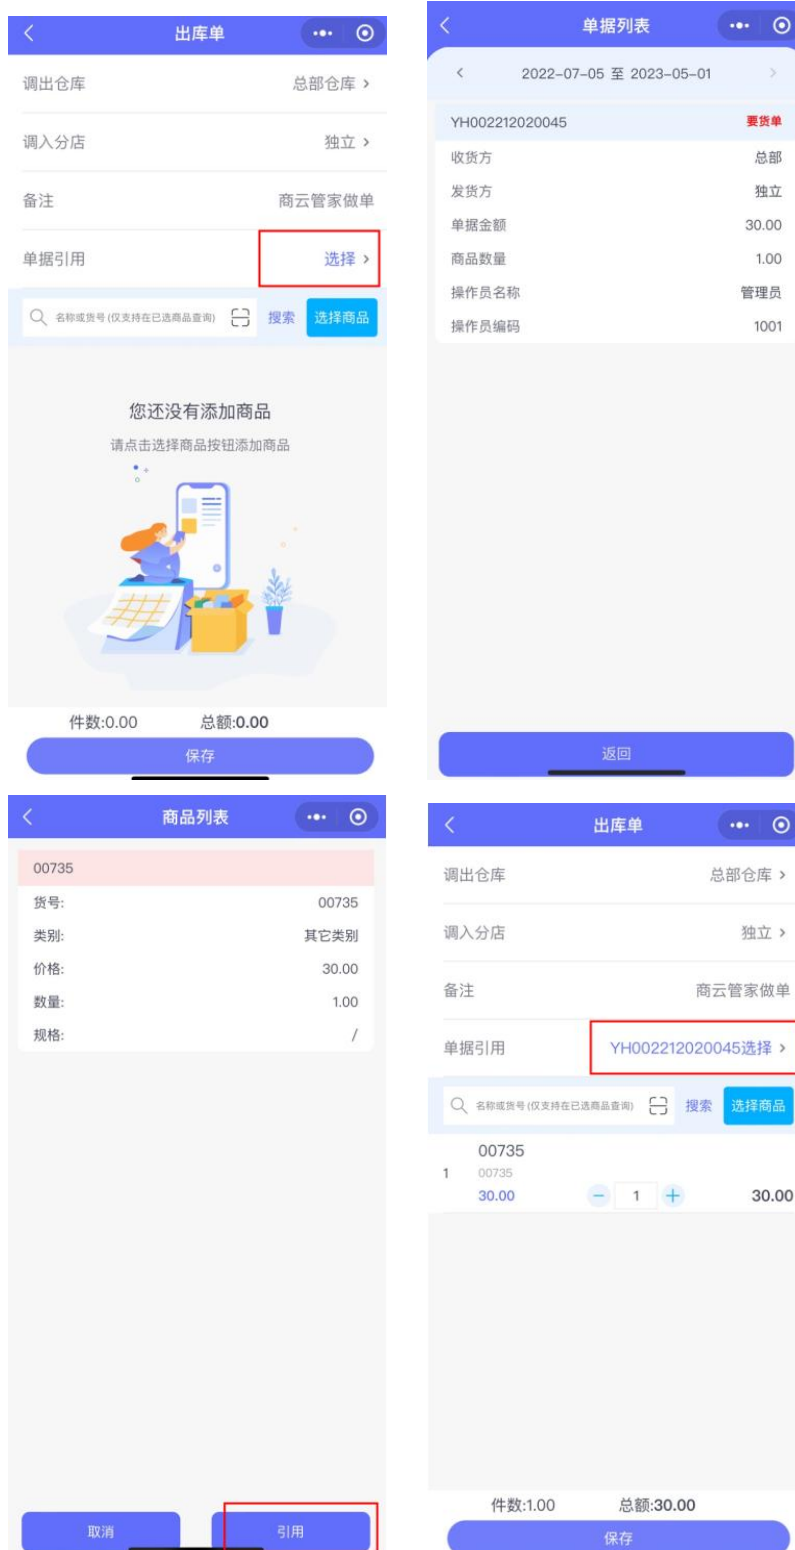 出库单
调出仓库 总部仓库 >
调入分店 独立 >
备注 商云管家做单
单据引用 选择 >
名称或货号(仅支持在已选商品查询) 搜索 选择商品
您还没有添加商品
请点击选择商品按钮添加商品
件数:0.00 总额:0.00
保存
单据列表
2022-07-05 至 2023-05-01
YH002212020045 要货单
收货方 总部
发货方 独立
单据金额 30.00
商品数量 1.00
操作员名称 管理员
操作员编码 1001
返回
商品列表
00735
货号: 00735
类别: 其它类别
价格: 30.00
数量: 1.00
规格: /
取消 引用
出库单
调出仓库 总部仓库 >
调入分店 独立 >
备注 商云管家做单
单据引用 YH002212020045选择 >
名称或货号(仅支持在已选商品查询) 搜索 选择商品
00735
1 00735
30.00 − 1 + 30.00
件数:1.00 总额:30.00
保存